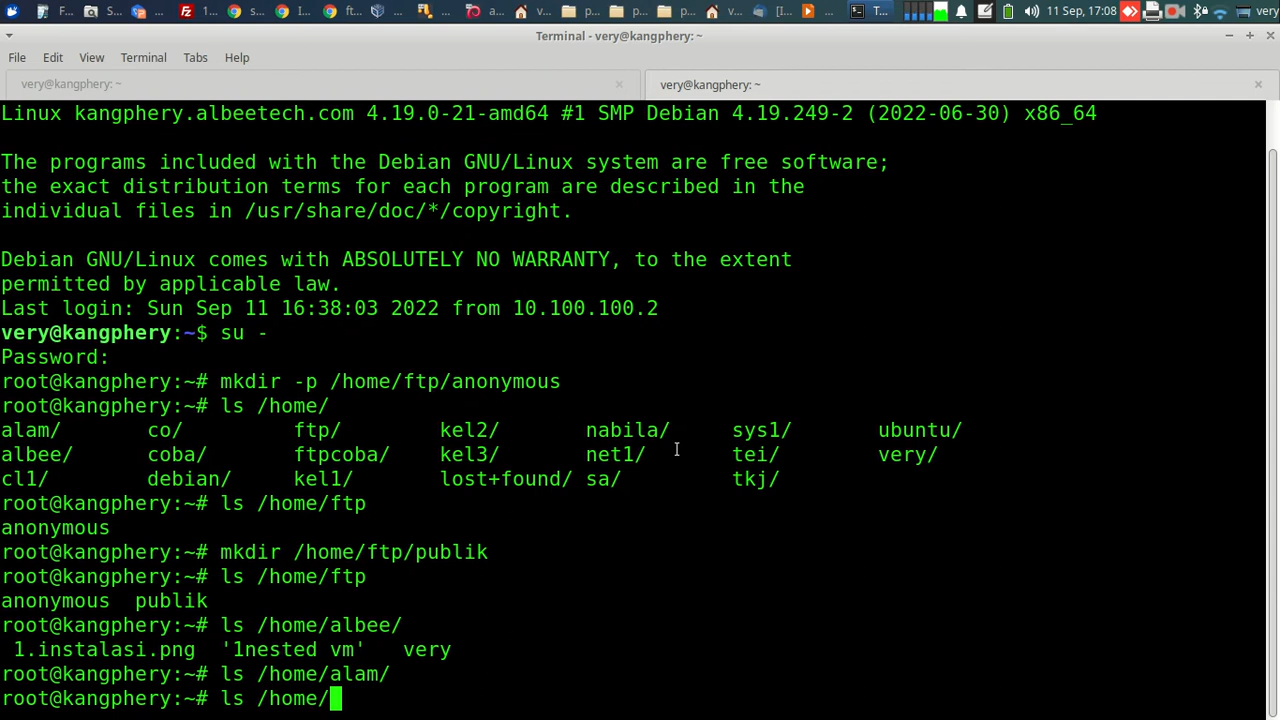 F...
S...
1...
s...
I...
ft...
v...
...
a...
v...
p...
p...
p...
v...
[I...
...
T...
11 Sep, 17:08
very
Terminal - very@kangphery: ~
File Edit View Terminal Tabs Help
very@kangphery: ~
very@kangphery: ~
Linux kangphery.albeetech.com 4.19.0-21-amd64 #1 SMP Debian 4.19.249-2 (2022-06-30) x86_64
The programs included with the Debian GNU/Linux system are free software;
the exact distribution terms for each program are described in the
individual files in /usr/share/doc/*/copyright.
Debian GNU/Linux comes with ABSOLUTELY NO WARRANTY, to the extent
permitted by applicable law.
Last login: Sun Sep 11 16:38:03 2022 from 10.100.100.2
very@kangphery:~$ su -
Password:
root@kangphery:~# mkdir -p /home/ftp/anonymous
root@kangphery:~# ls /home/
alam/ co/ ftp/ kel2/ nabila/ sys1/ ubuntu/
albee/ coba/ ftpcoba/ kel3/ net1/ tei/ very/
cl1/ debian/ kel1/ lost+found/ sa/ tkj/
root@kangphery:~# ls /home/ftp
anonymous
root@kangphery:~# mkdir /home/ftp/publik
root@kangphery:~# ls /home/ftp
anonymous publik
root@kangphery:~# ls /home/albee/
1.instalasi.png '1nested vm' very
root@kangphery:~# ls /home/alam/
root@kangphery:~# ls /home/